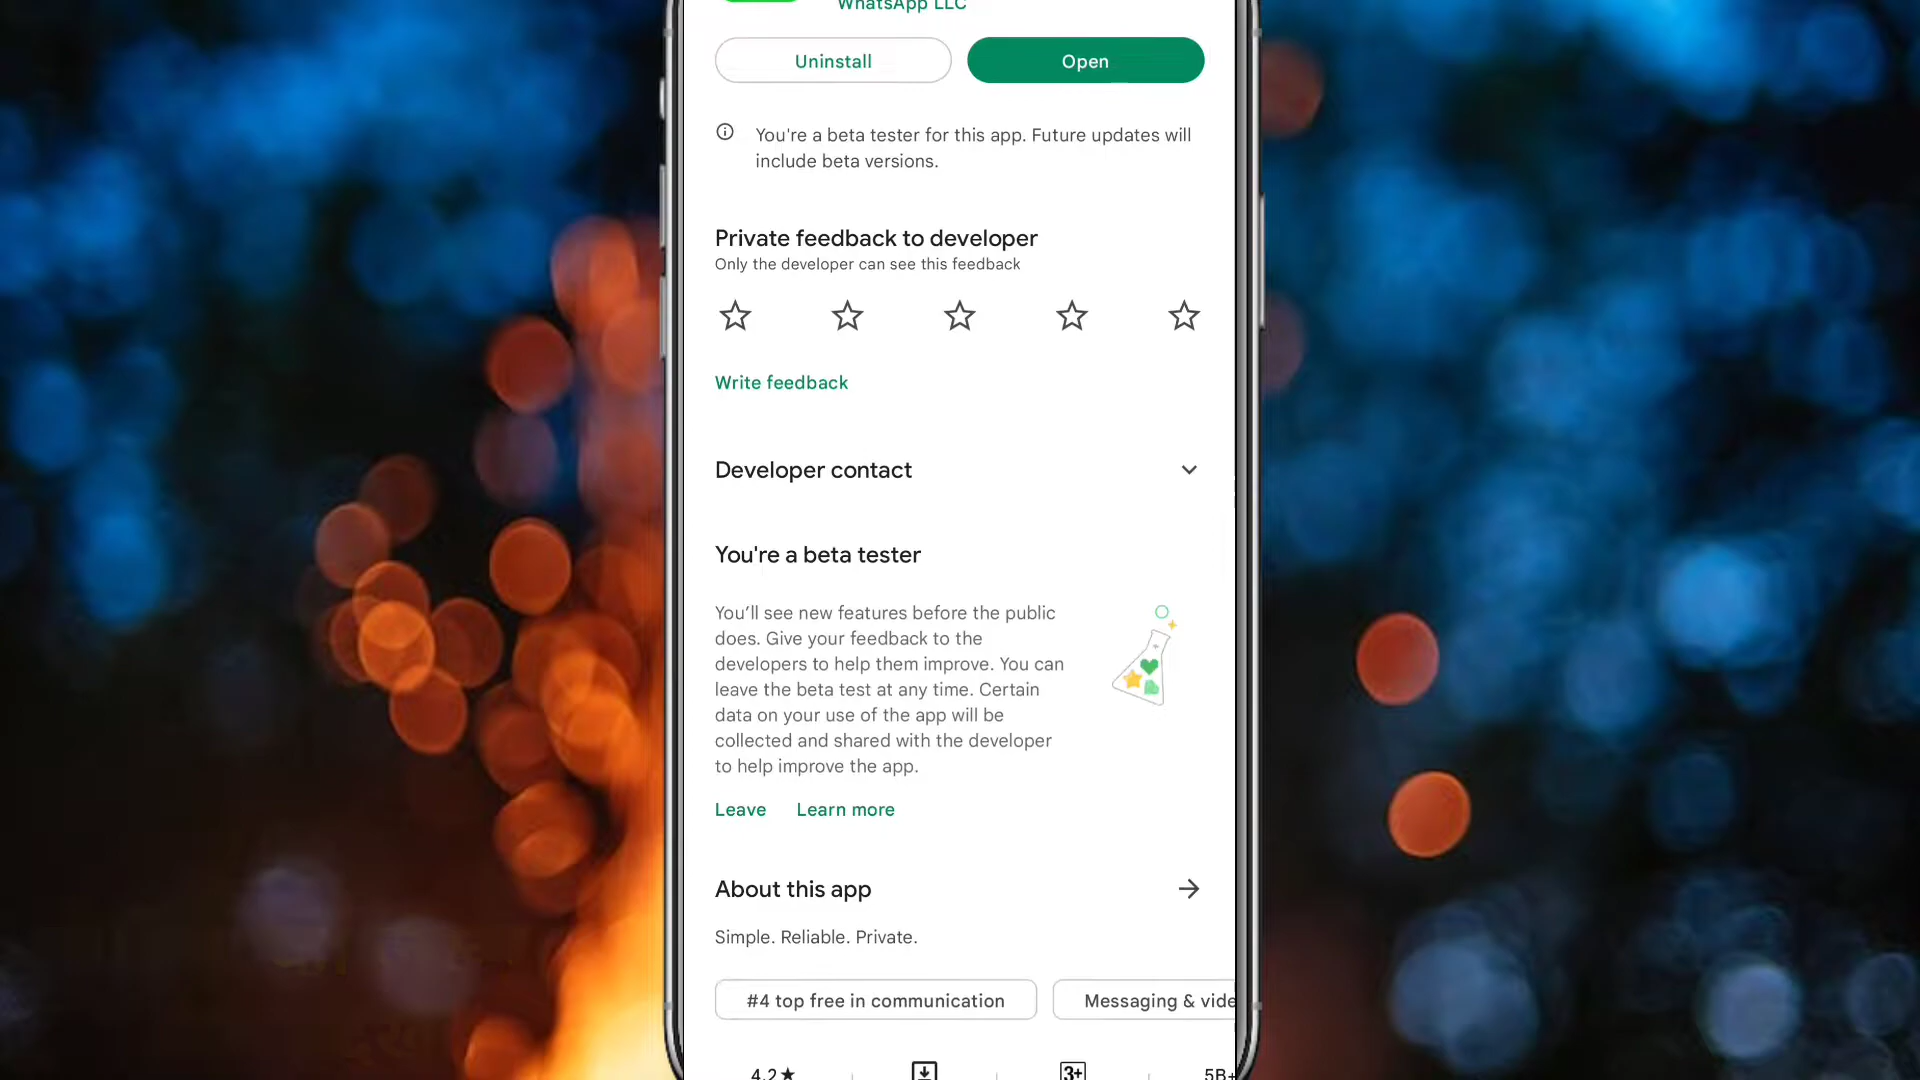 WhatsApp LLC
Uninstall
Open
You're a beta tester for this app. Future updates will
include beta versions.
Private feedback to developer
Only the developer can see this feedback
Write feedback
Developer contact
You're a beta tester
You’ll see new features before the public
does. Give your feedback to the
developers to help them improve. You can
leave the beta test at any time. Certain
data on your use of the app will be
collected and shared with the developer
to help improve the app.
Leave
Learn more
About this app
Simple. Reliable. Private.
#4 top free in communication
Messaging & vide
4.2★
3+
5B+